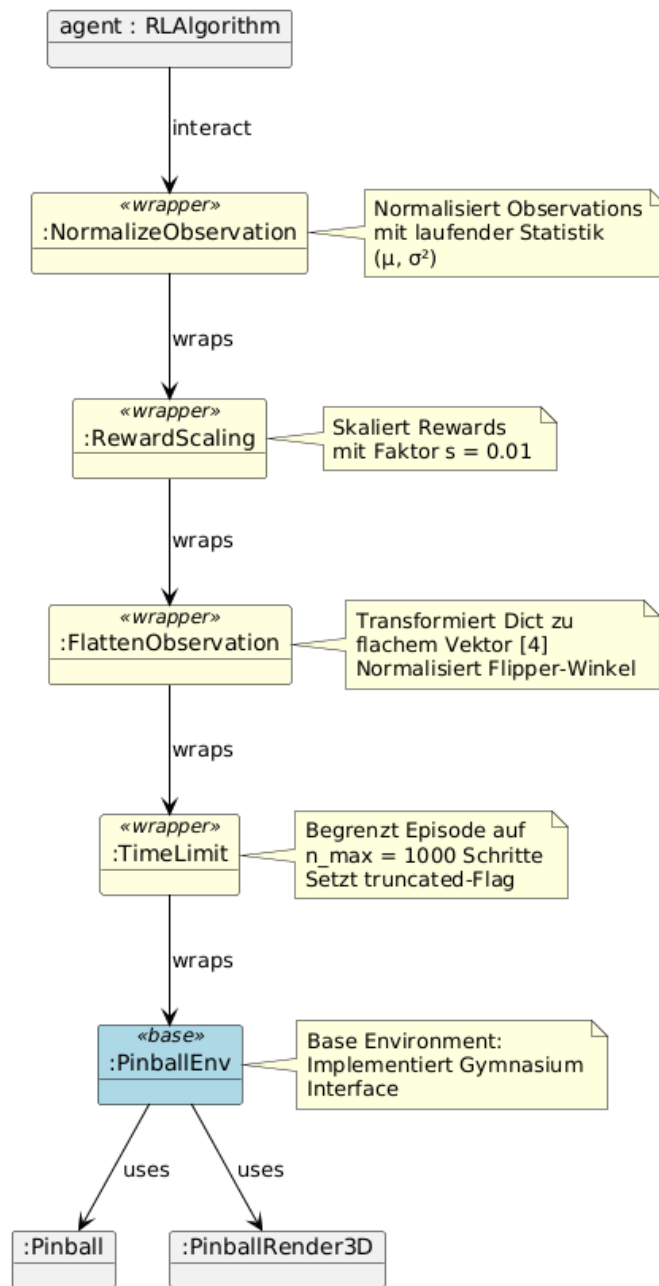 agent : RLAlgorithm
interact
«wrapper»
:NormalizeObservation
Normalisiert Observations
mit laufender Statistik
(μ, σ²)
wraps
«wrapper»
:RewardScaling
Skaliert Rewards
mit Faktor s = 0.01
wraps
«wrapper»
:FlattenObservation
Transformiert Dict zu
flachem Vektor [4]
Normalisiert Flipper-Winkel
wraps
«wrapper»
:TimeLimit
Begrenzt Episode auf
n_max = 1000 Schritte
Setzt truncated-Flag
wraps
«base»
:PinballEnv
Base Environment:
Implementiert Gymnasium
Interface
uses
uses
:Pinball
:PinballRender3D